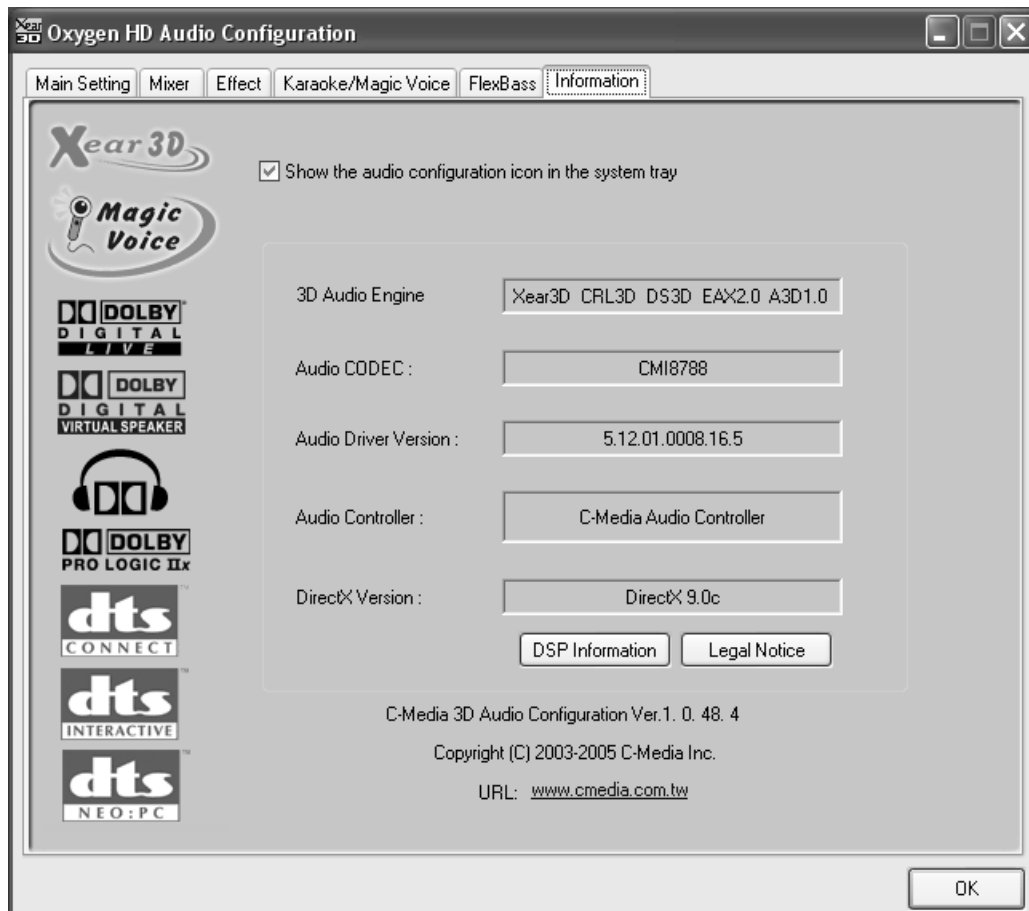 Xear 3D Oxygen HD Audio Configuration
Main Setting Mixer Effect Karaoke/Magic Voice FlexBass Information
Xear 3D
Show the audio configuration icon in the system tray
Magic
Voice
3D Audio Engine Xear3D CRL3D DS3D EAX2.0 A3D1.0
DOLBY
DIGITAL
LIVE
Audio CODEC : CMI8788
DOLBY
DIGITAL
VIRTUAL SPEAKER
Audio Driver Version : 5.12.01.0008.16.5
Audio Controller : C-Media Audio Controller
DOLBY
PRO LOGIC IIx
DirectX Version : DirectX 9.0c
dts
CONNECT
DSP Information Legal Notice
dts
INTERACTIVE
C-Media 3D Audio Configuration Ver.1. 0. 48. 4
Copyright (C) 2003-2005 C-Media Inc.
URL: www.cmedia.com.tw
dts
NEO:PC
OK